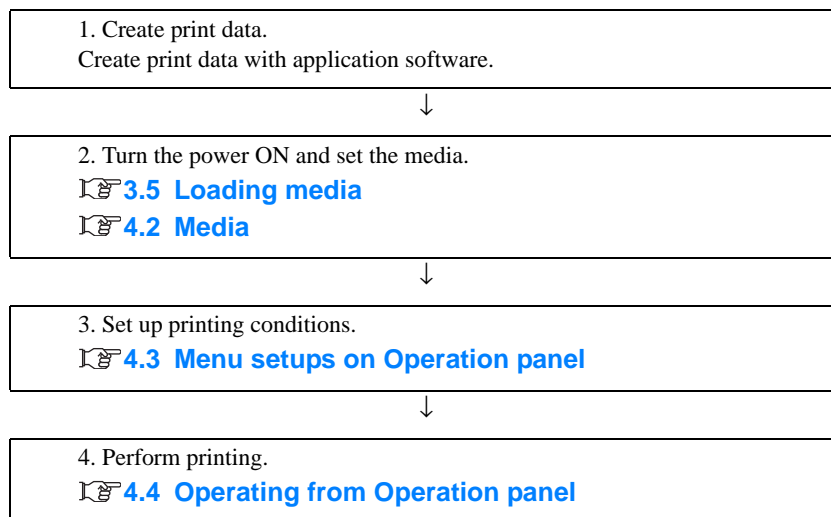 1. Create print data.
Create print data with application software.
↓
2. Turn the power ON and set the media.
3.5 Loading media
4.2 Media
↓
3. Set up printing conditions.
4.3 Menu setups on Operation panel
↓
4. Perform printing.
4.4 Operating from Operation panel